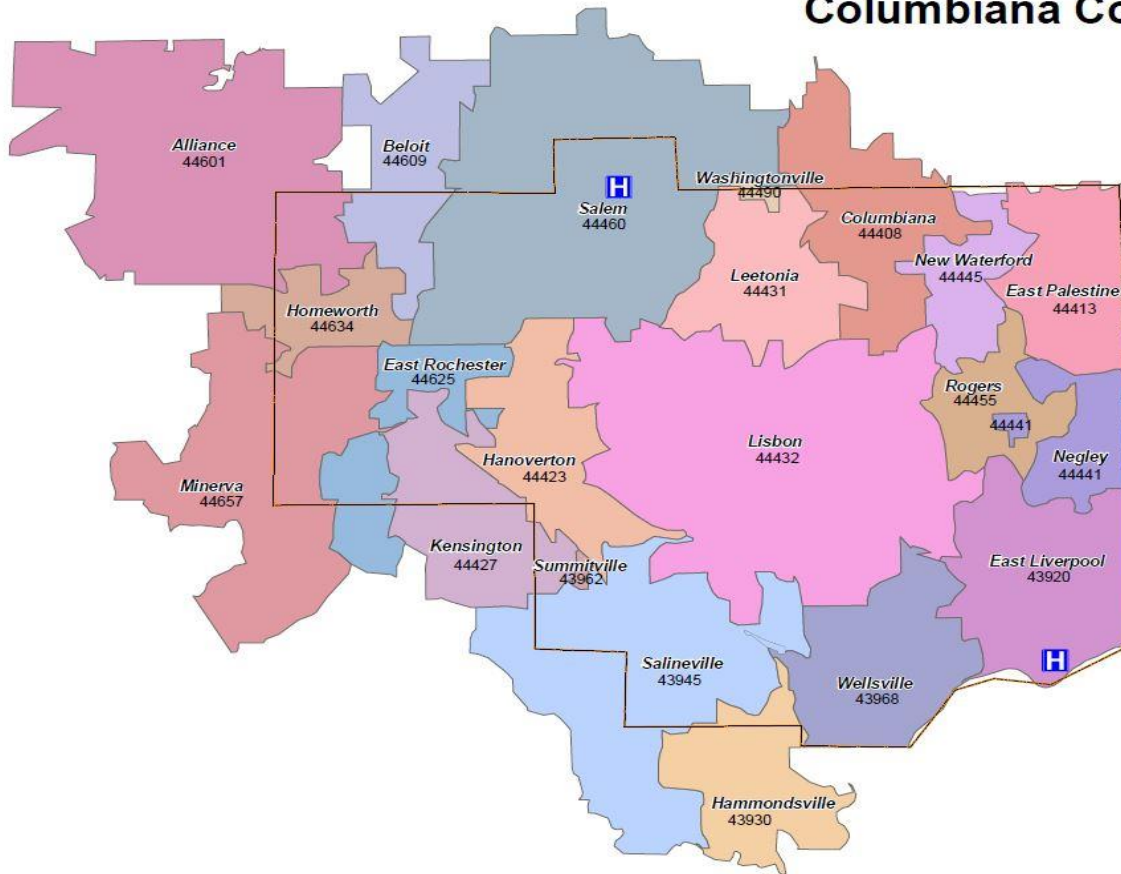 Columbiana Co
Alliance
44601
Beloit
44609
H
Salem
44460
Washingtonville
44490
Columbiana
44408
Leetonia
44431
New Waterford
44445
East Palestine
44413
Homeworth
44634
East Rochester
44625
Rogers
44455
44441
Negley
44441
Lisbon
44432
Hanoverton
44423
Minerva
44657
Kensington
44427
Summitville
43962
East Liverpool
43920
H
Salineville
43945
Wellsville
43968
Hammondsville
43930